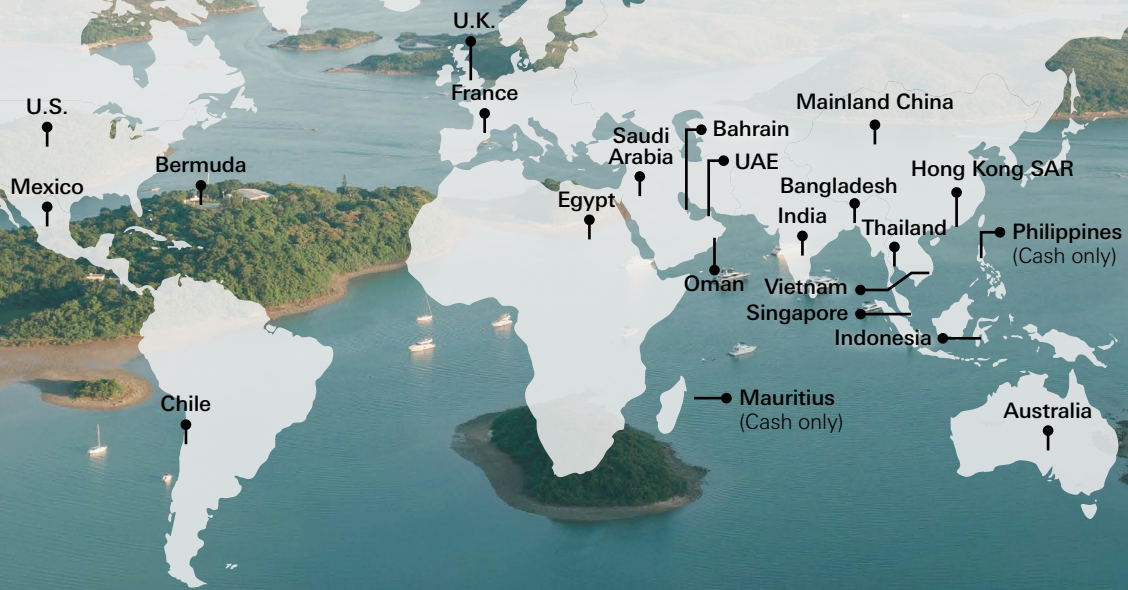 U.K.
France
U.S.
Mexico
Bermuda
Chile
Saudi
Arabia
Egypt
Bahrain
UAE
Oman
Mainland China
Hong Kong SAR
Bangladesh
India
Thailand
Philippines
(Cash only)
Vietnam
Singapore
Indonesia
Mauritius
(Cash only)
Australia